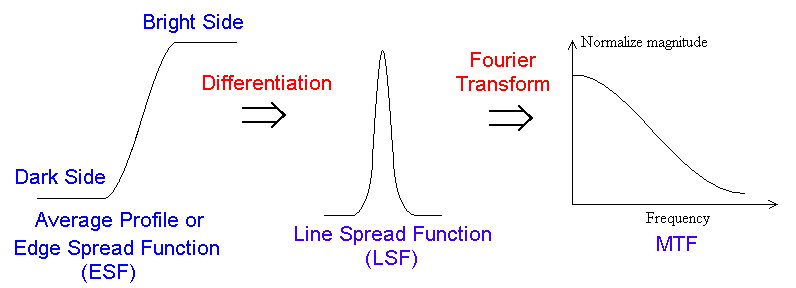 Bright Side
Dark Side
Average Profile or
Edge Spread Function
(ESF)
Differentiation
Line Spread Function
(LSF)
Fourier
Transform
Normalize magnitude
Frequency
MTF